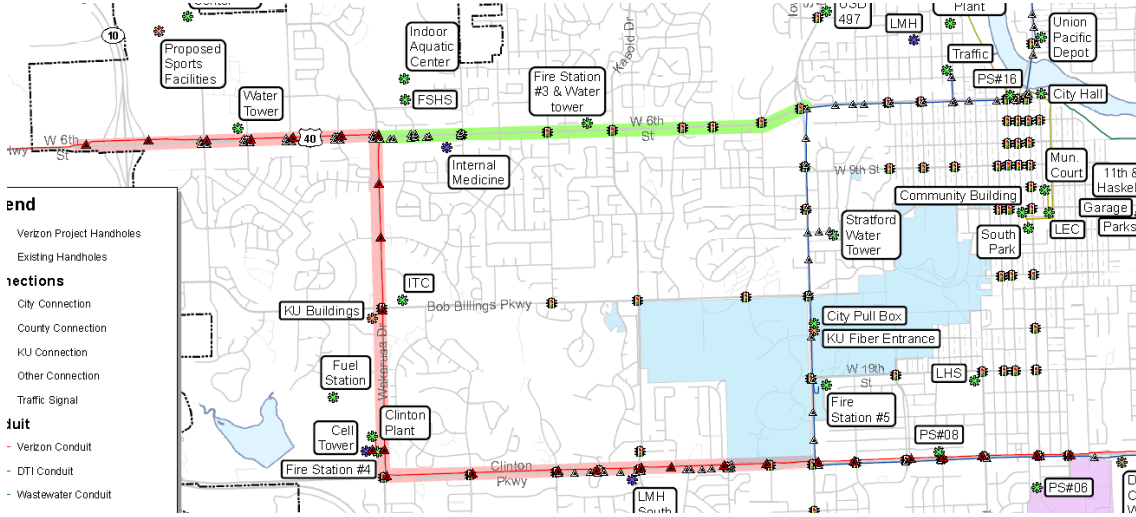 Center
USD
497
LMH
Plant
Union
Pacific
Depot
10
Proposed
Sports
Facilities
Indoor
Aquatic
Center
Kasold Dr
Fire Station
#3 & Water
tower
Traffic
PS#16
City Hall
Water
Tower
FSHS
W 6th
St
40
W 6th
St
Internal
Medicine
W 9th St
Mun.
Court
11th &
Haskel
Community Building
Garage
Parks
LEC
South
Park
Stratford
Water
Tower
end
Verizon Project Handholes
Existing Handholes
nections
City Connection
County Connection
KU Connection
Other Connection
Traffic Signal
duit
Verizon Conduit
DTI Conduit
Wastewater Conduit
ITC
KU Buildings
Bob Billings Pkwy
Wakarusa Dr
City Pull Box
KU Fiber Entrance
Fuel
Station
W 19th
St
LHS
Fire
Station #5
Cell
Tower
Clinton
Plant
Fire Station #4
Clinton
Pkwy
PS#08
LMH
South
PS#06